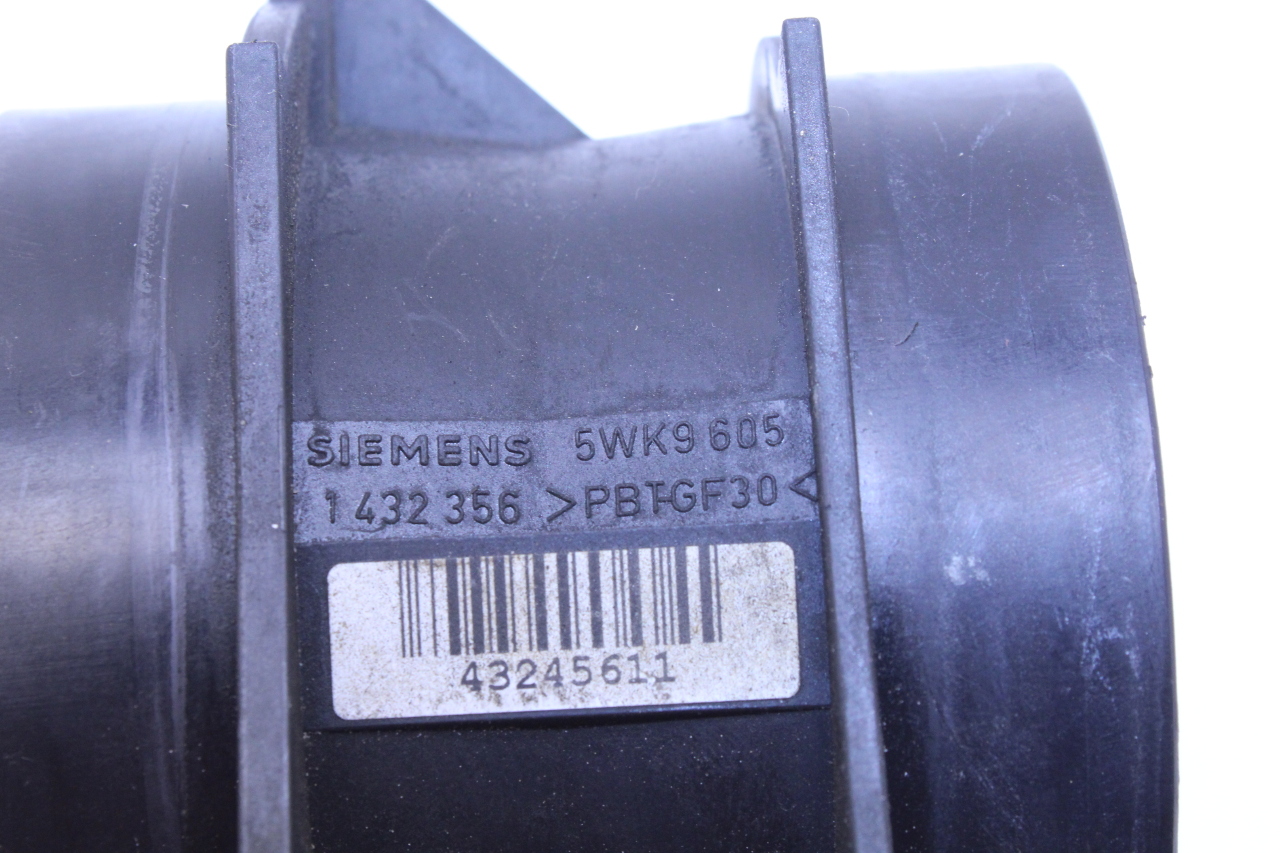 SIEMENS 5WK9 605
1 432 356 >PBT-GF30<
43245611